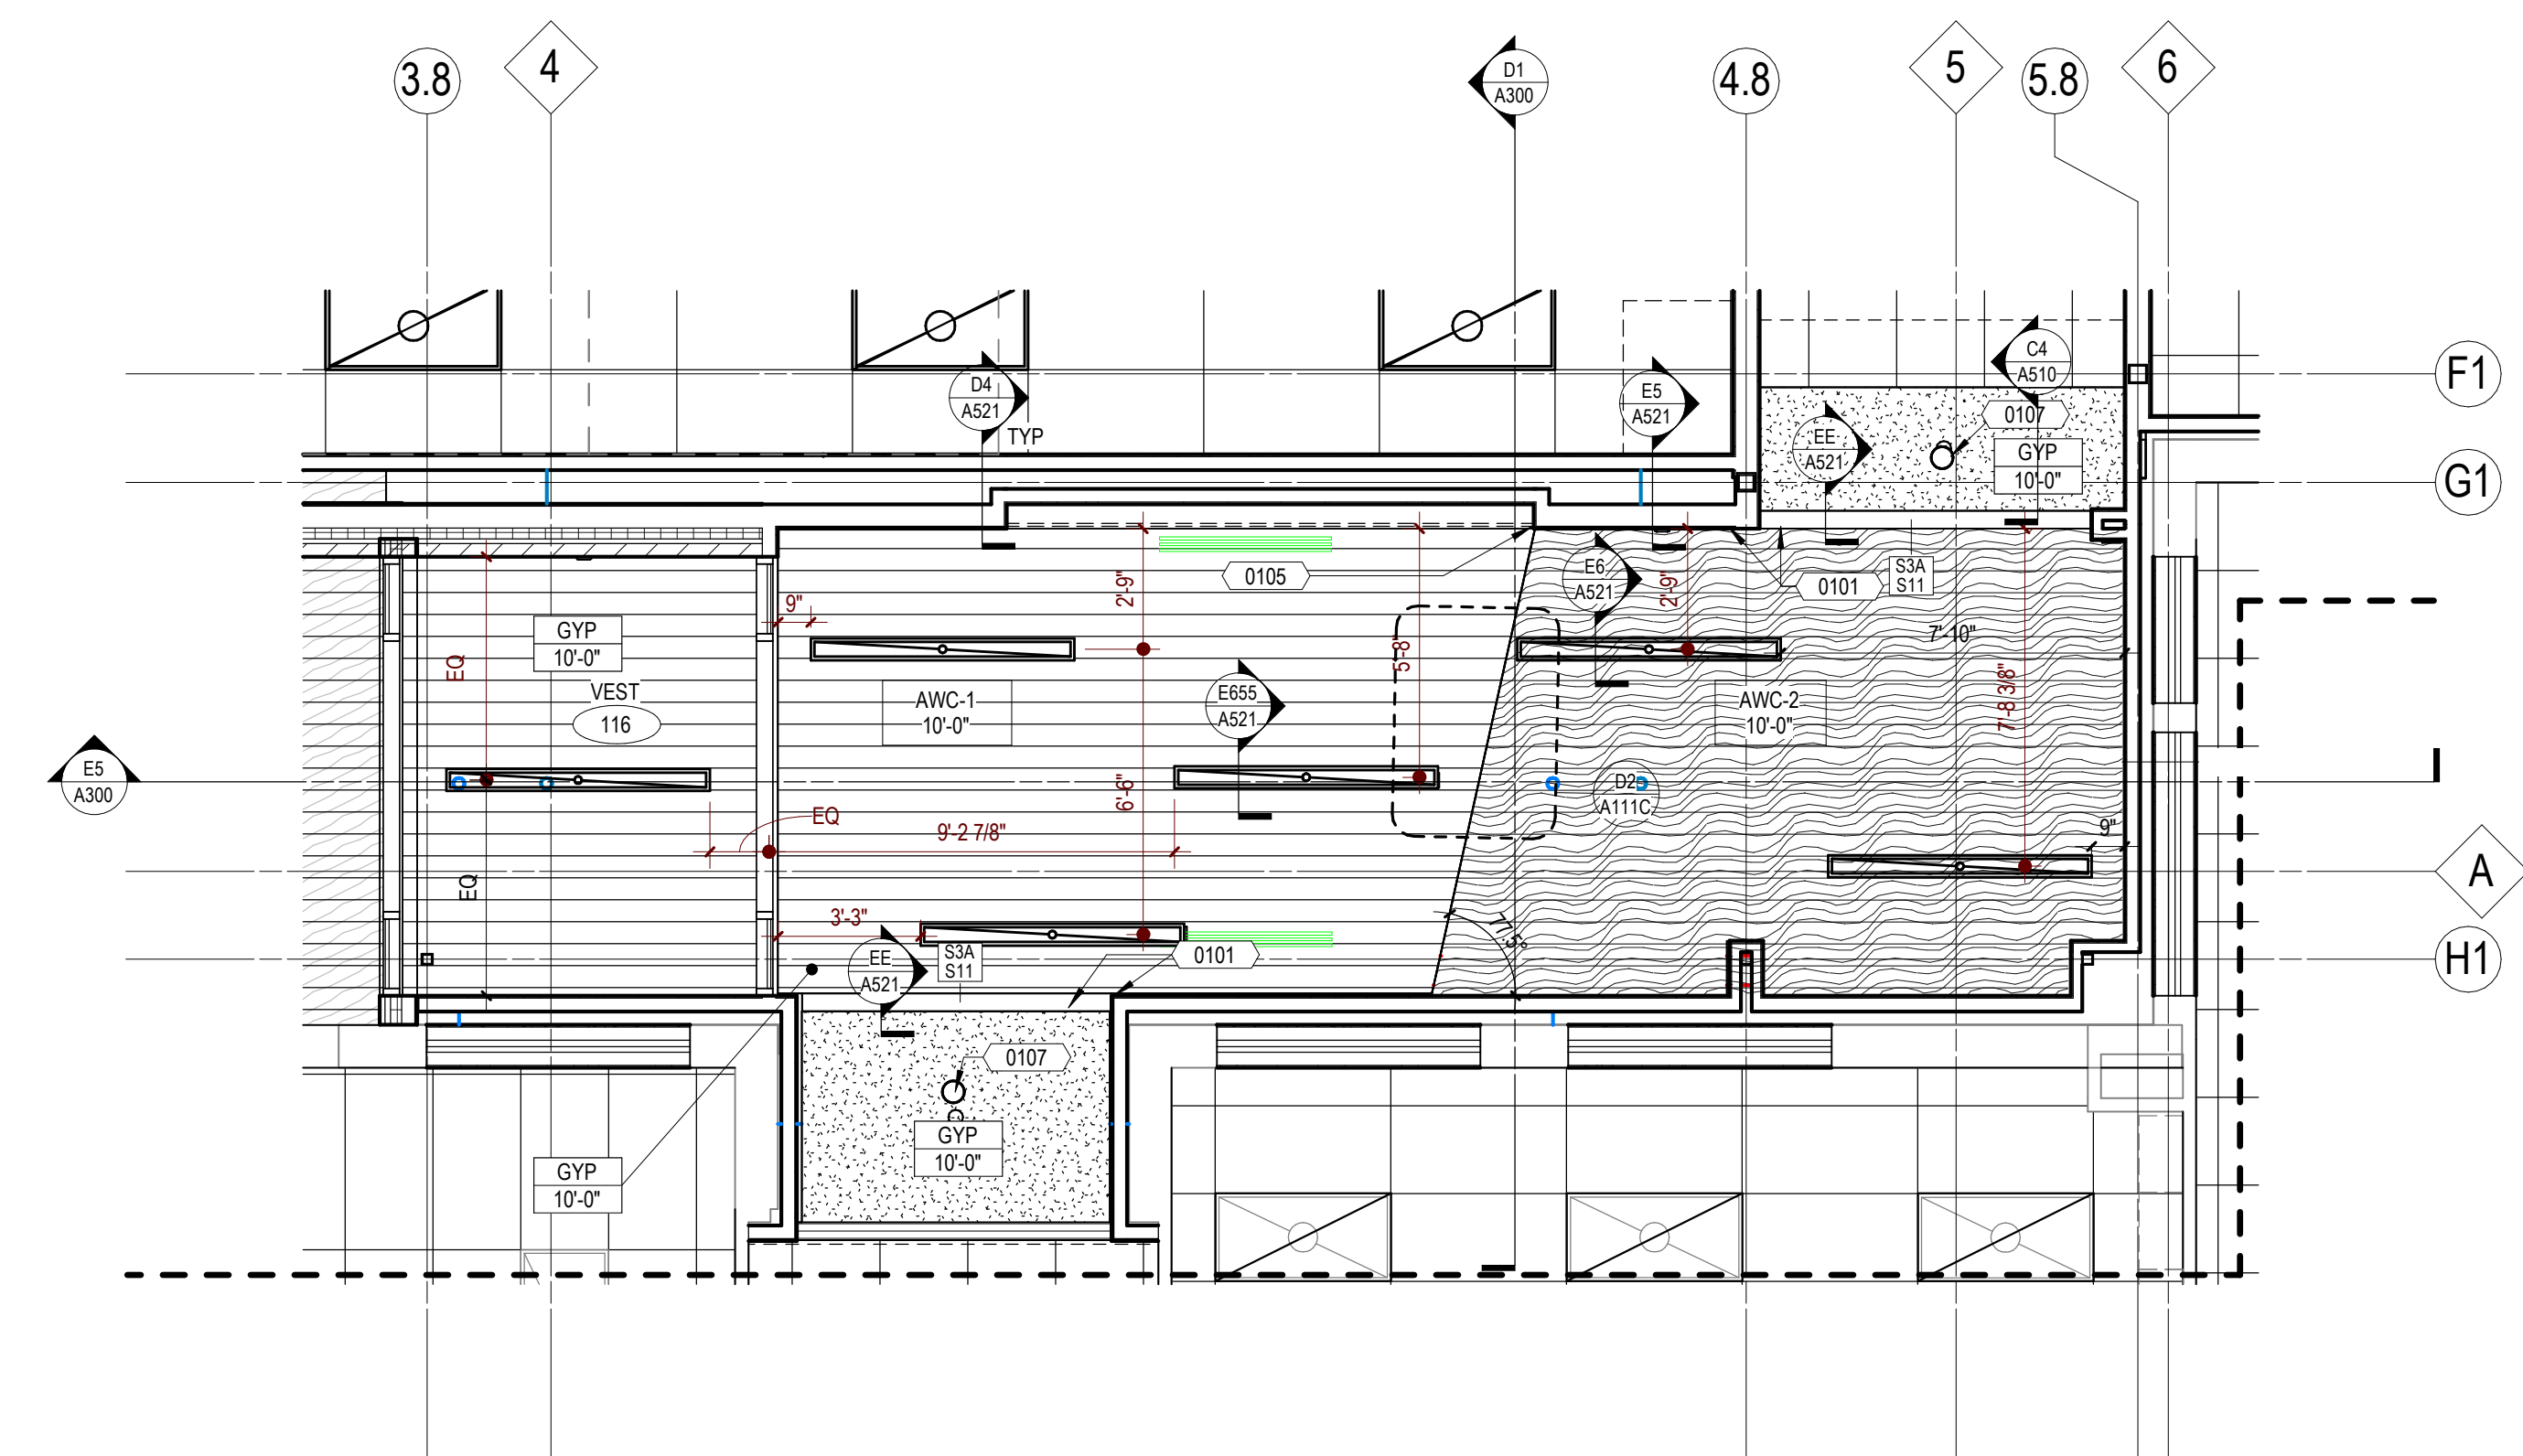 3.8
4
D1
A300
4.8
5
5.8
6
D4
A521
TYP
E5
A521
C4
A510
F1
0107
EE
A521
GYP
10'-0"
G1
0105
E6
A521
0101
S3A
S11
2'-9"
2'-9"
9"
GYP
10'-0"
EQ
VEST
116
AWC-1
10'-0"
E655
A521
5'-8"
AWC-2
10'-0"
7'-10"
7'-8 3/8"
E5
A300
D2
A111C
6'-6"
EQ
9'-2 7/8"
9"
A
EQ
3'-3"
77.5°
EE
A521
S3A
S11
0101
H1
0107
GYP
10'-0"
GYP
10'-0"